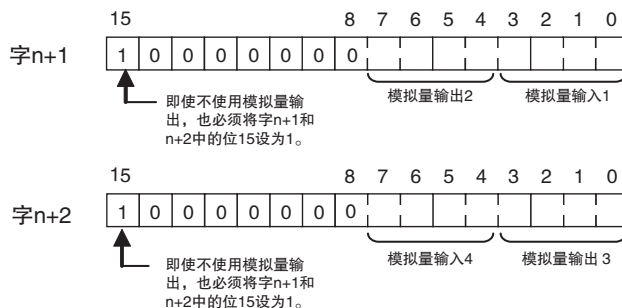 15 8 7 6 5 4 3 2 1 0
字n+1 1 0 0 0 0 0 0 0
模拟量输出2 模拟量输入1
即使不使用模拟量输
出，也必须将字n+1和
n+2中的位15设为1。
15 8 7 6 5 4 3 2 1 0
字n+2 1 0 0 0 0 0 0 0
模拟量输入4 模拟量输出 3
即使不使用模拟量输
出，也必须将字n+1和
n+2中的位15设为1。